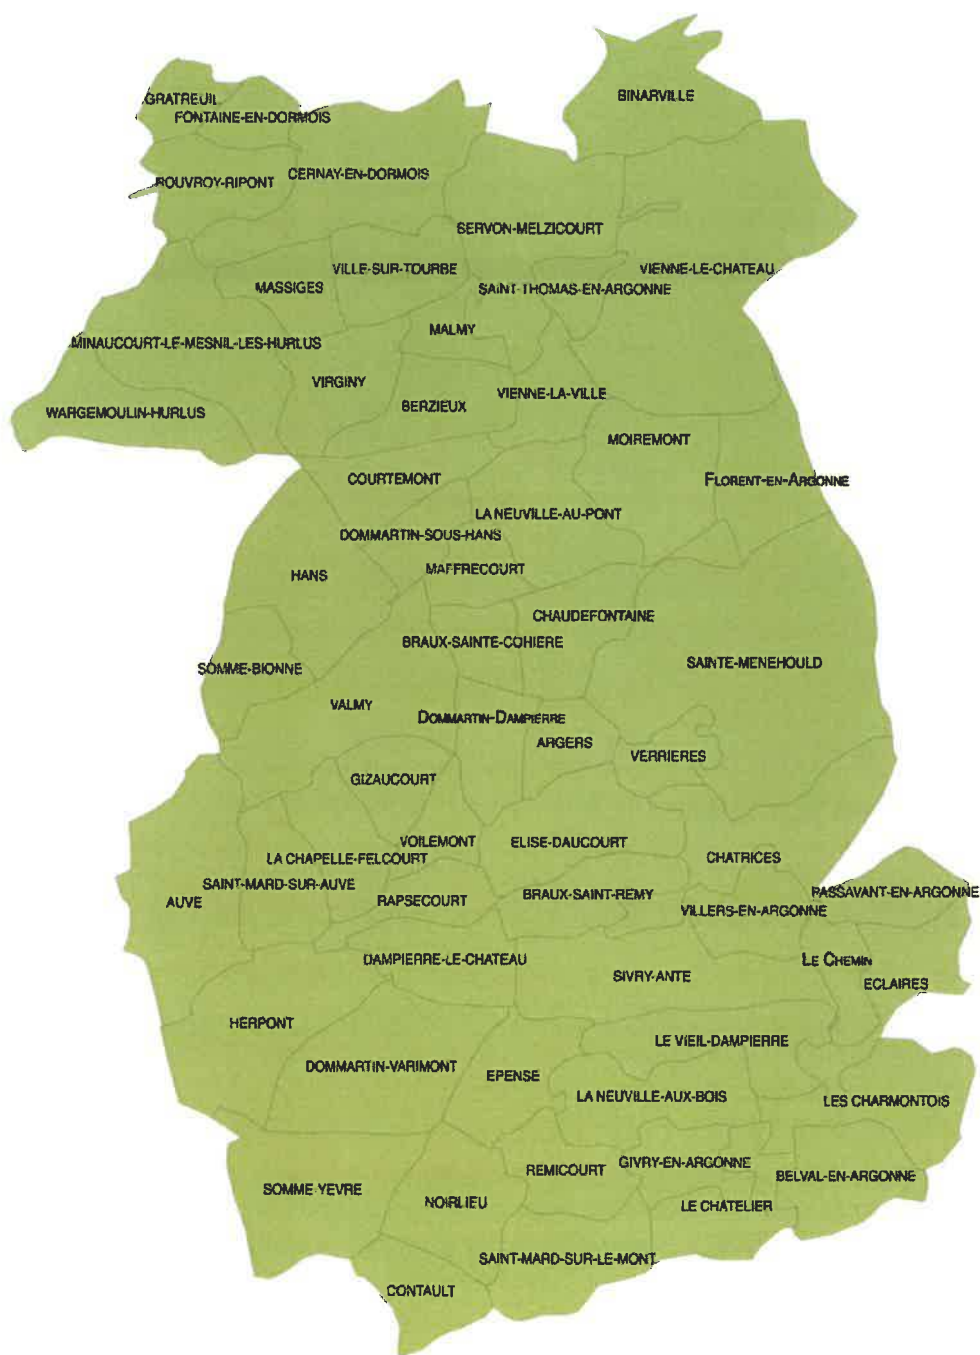 BINARVILLE
GRATREUIL
FONTAINE-EN-DORMOIS
CERNAY-EN-DORMOIS
ROUVROY-RIPONT
SERVON-MELZICOURT
VILLE-SUR-TOURBE
VIENNE-LE-CHATEAU
MASSIGES
SAINT-THOMAS-EN-ARGONNE
MALMY
MINAUCOURT-LE-MESNIL-LES-HURLUS
VIRGINY
VIENNE-LA-VILLE
BERZIEUX
WARGEMOULIN-HURLUS
MOIREMONT
COURTEMONT
FLORENT-EN-ARGONNE
LA NEUVILLE-AU-PONT
DOMMARTIN-SOUS-HANS
MAFFRECOURT
HANS
CHAUDEFONTAINE
BRAUX-SAINTE-COHIERE
SAINTE-MENEHOULD
SOMME-BIONNE
VALMY
DOMMARTIN-DAMPIERRE
ARGERS
VERRIERES
GIZAUCOURT
VOILEMONT
ELISE-DAUCOURT
LA CHAPELLE-FELCOURT
CHATRICES
SAINT-MARD-SUR-AUVE
PASSAVANT-EN-ARGONNE
AUVE
RAPSECOURT
BRAUX-SAINT-REMY
VILLERS-EN-ARGONNE
DAMPIERRE-LE-CHATEAU
LE CHEMIN
SIVRY-ANTE
ECLAIRES
HERPONT
LE VIEIL-DAMPIERRE
DOMMARTIN-VARIMONT
EPENSE
LA NEUVILLE-AUX-BOIS
LES CHARMONTOIS
REMICOURT
GIVRY-EN-ARGONNE
BELVAL-EN-ARGONNE
SOMME-YEVRE
NOIRLIEU
LE CHATELIER
SAINT-MARD-SUR-LE-MONT
CONTAULT